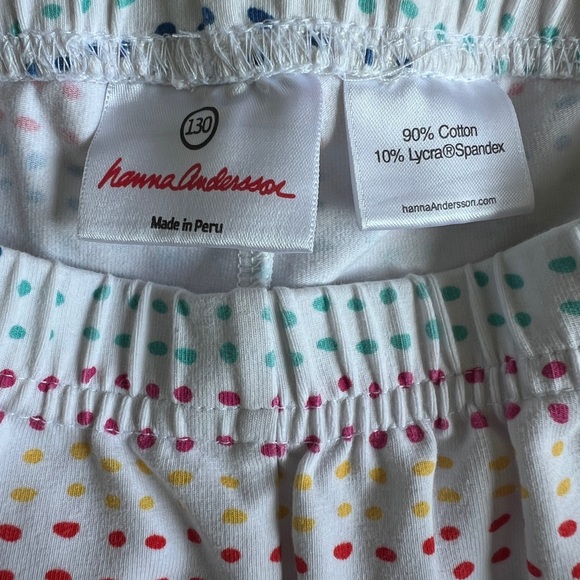 130
hanna Andersson
Made in Peru
90% Cotton
10% Lycra®Spandex
hannaAndersson.com